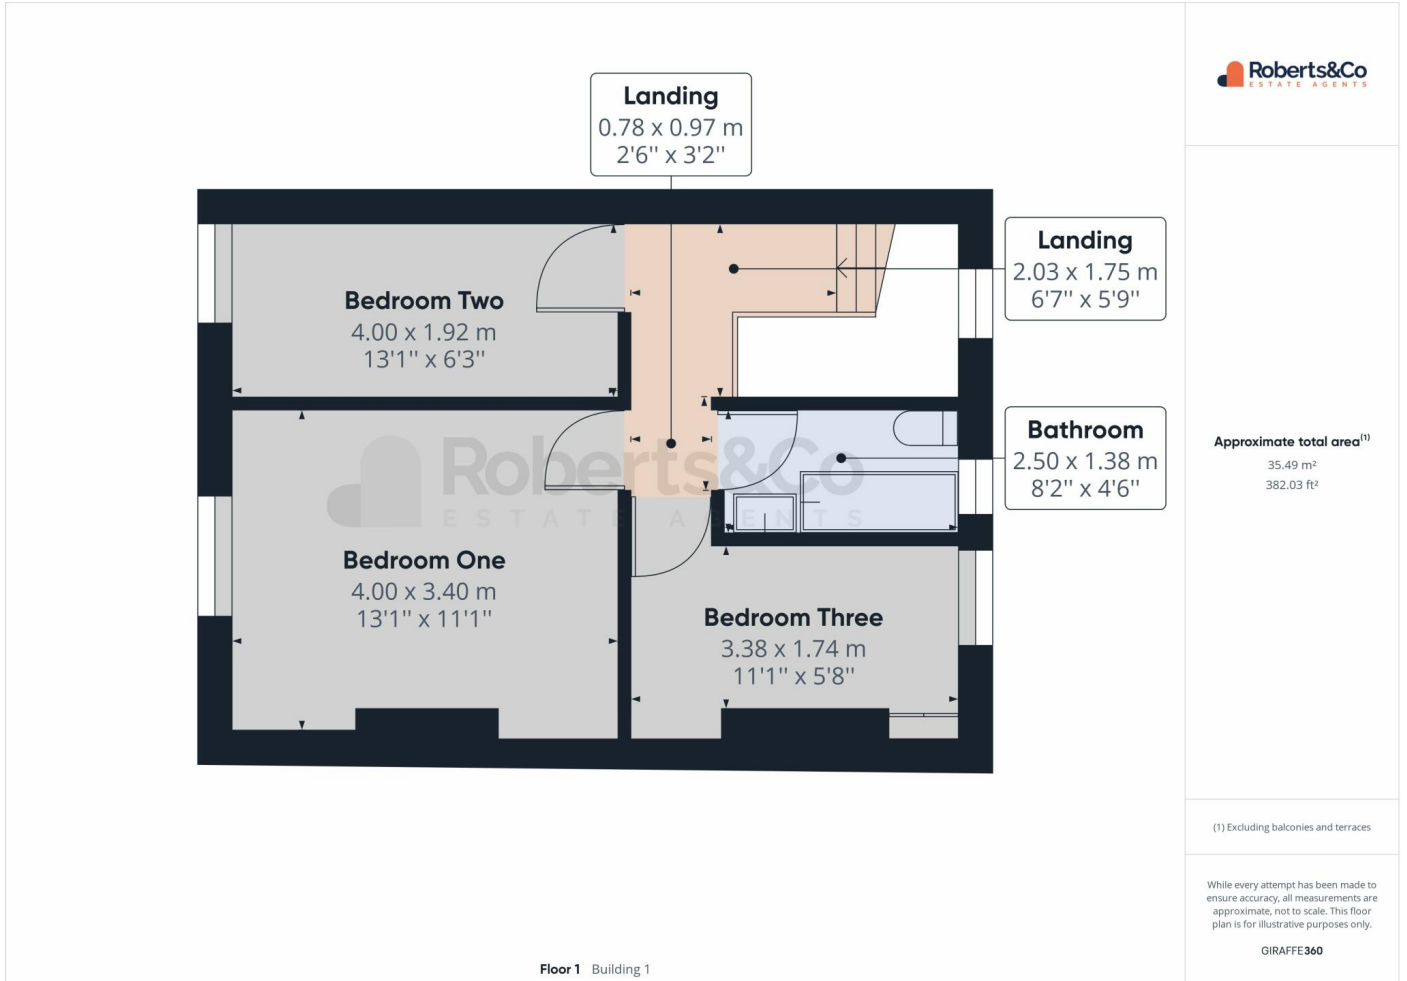 Landing
0.78 x 0.97 m
2'6'' x 3'2''
Landing
2.03 x 1.75 m
6'7'' x 5'9''
Bedroom Two
4.00 x 1.92 m
13'1'' x 6'3''
Bathroom
2.50 x 1.38 m
8'2'' x 4'6''
Roberts&Co
ESTATE AGENTS
Bedroom One
4.00 x 3.40 m
13'1'' x 11'1''
Bedroom Three
3.38 x 1.74 m
11'1'' x 5'8''
Floor 1 Building 1
Roberts&Co
ESTATE AGENTS
Approximate total area(1)
35.49 m²
382.03 ft²
(1) Excluding balconies and terraces
While every attempt has been made to
ensure accuracy, all measurements are
approximate, not to scale. This floor
plan is for illustrative purposes only.
GIRAFFE360